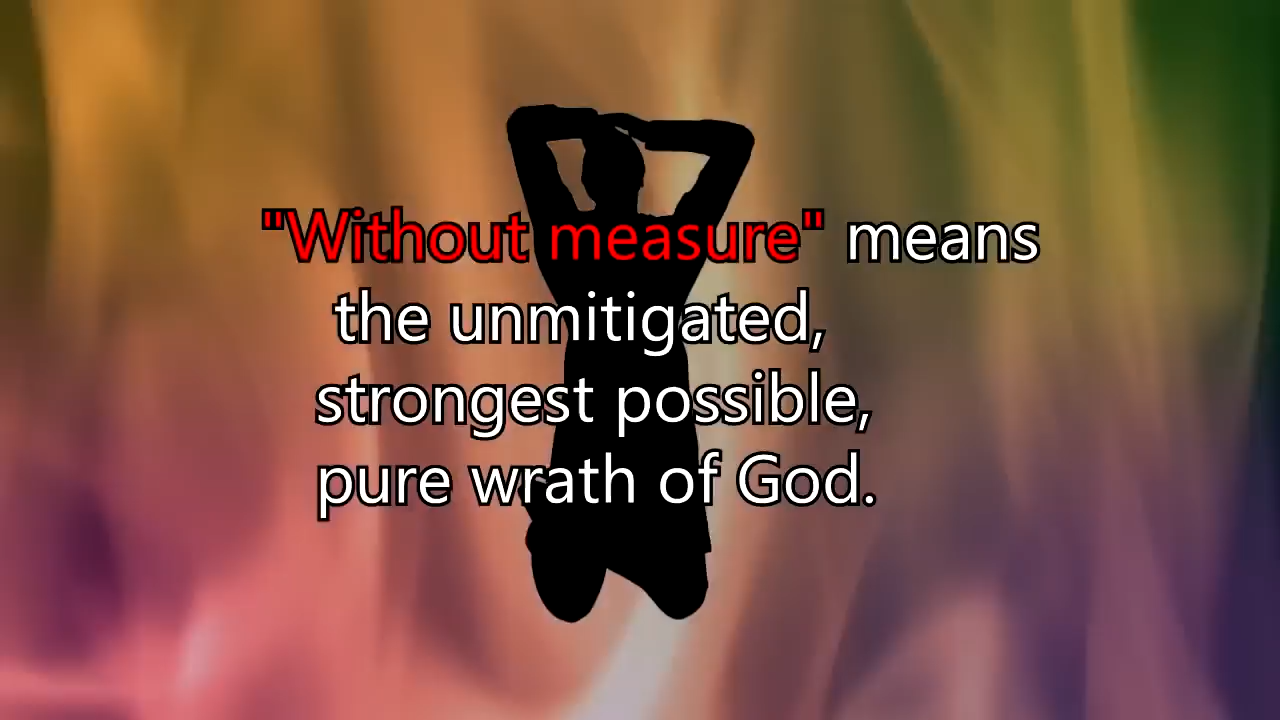 "Without measure" means
the unmitigated,
strongest possible,
pure wrath of God.